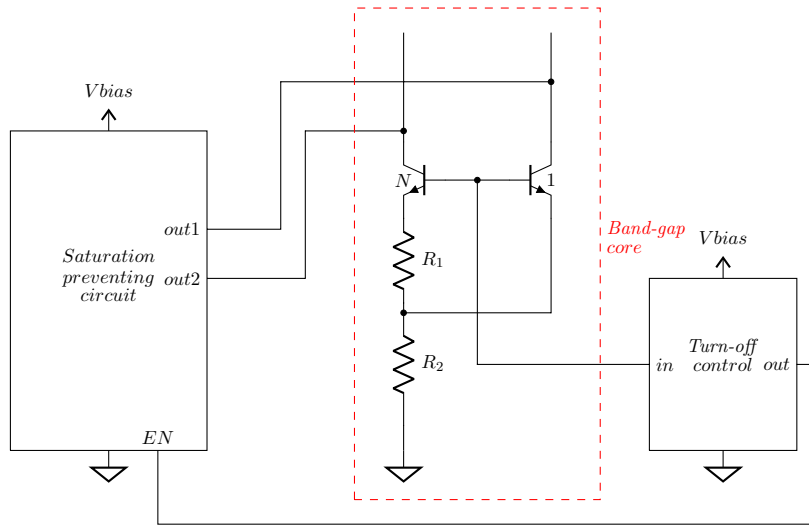 Vbias
out1
Saturation
preventing
circuit
out2
EN
N
1
R1
R2
Band-gap
core
Vbias
Turn-off
control
in
out